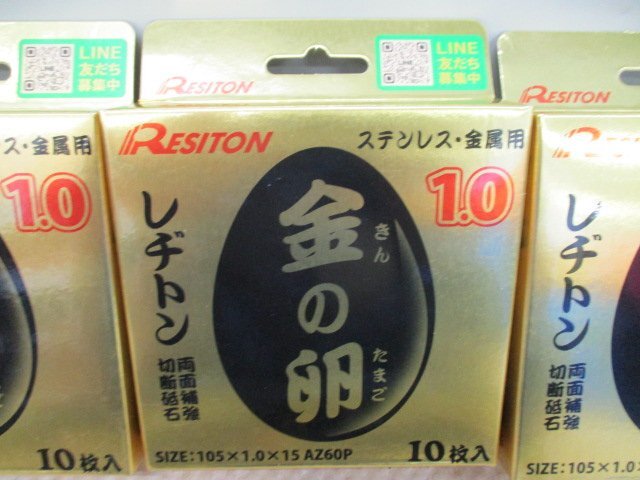 LINE
友だち
募集中
ス・金属用
1.0
10枚入
RESITON
LINE
友だち
募集中
RESITON
ステンレス・金属用
1.0
レヂトン
金の卵
きん
たまご
両面補強
切断砥石
SIZE:105×1.0×15 AZ60P
10枚入
RESITON
RESITON
レヂトン
両面補強
切断砥石
SIZE:105×1.0